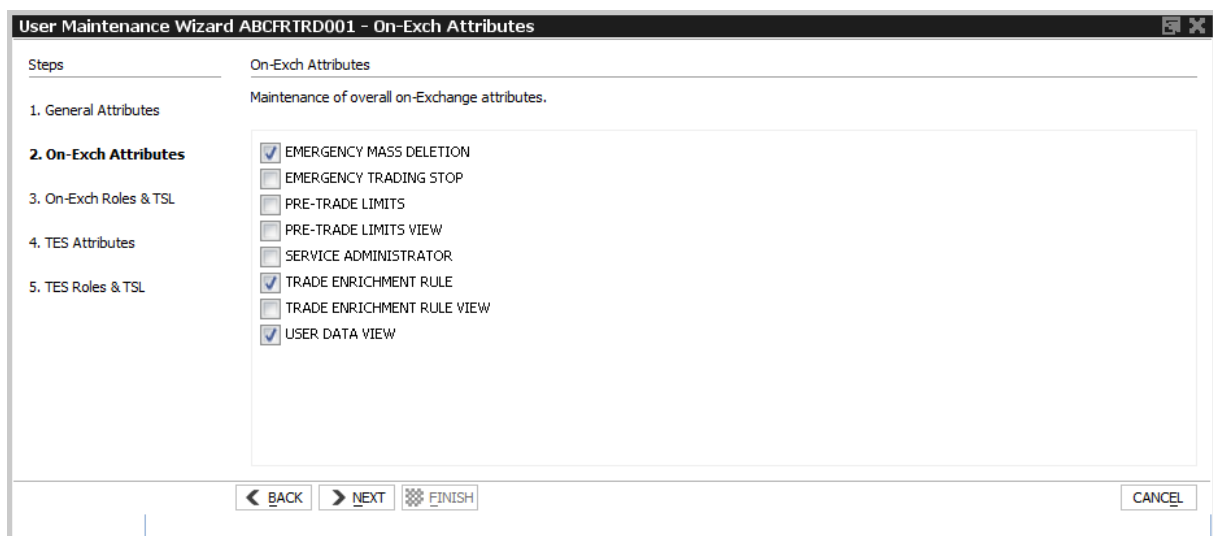 User Maintenance Wizard ABCFRTRD001 - On-Exch Attributes
Steps
On-Exch Attributes
1. General Attributes
Maintenance of overall on-Exchange attributes.
2. On-Exch Attributes
EMERGENCY MASS DELETION
EMERGENCY TRADING STOP
3. On-Exch Roles & TSL
PRE-TRADE LIMITS
PRE-TRADE LIMITS VIEW
4. TES Attributes
SERVICE ADMINISTRATOR
5. TES Roles & TSL
TRADE ENRICHMENT RULE
TRADE ENRICHMENT RULE VIEW
USER DATA VIEW
BACK
NEXT
FINISH
CANCEL